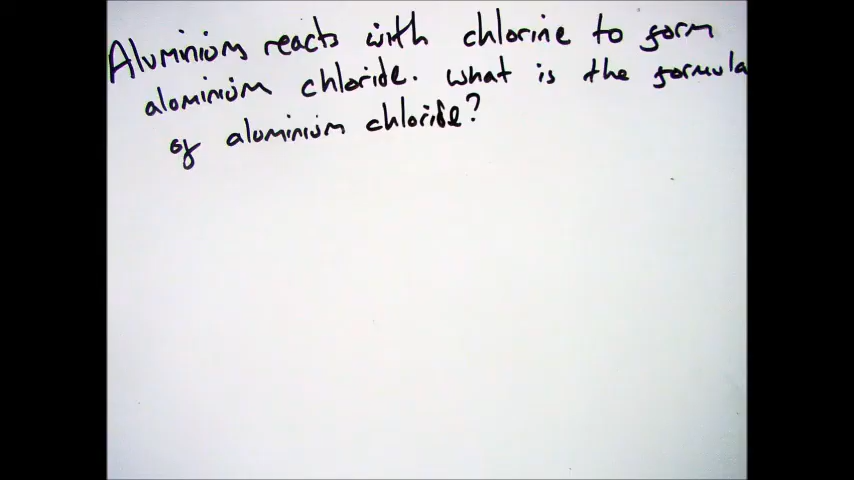 Aluminium reacts with chlorine to form
aluminium chloride. What is the formula
of aluminium chloride?